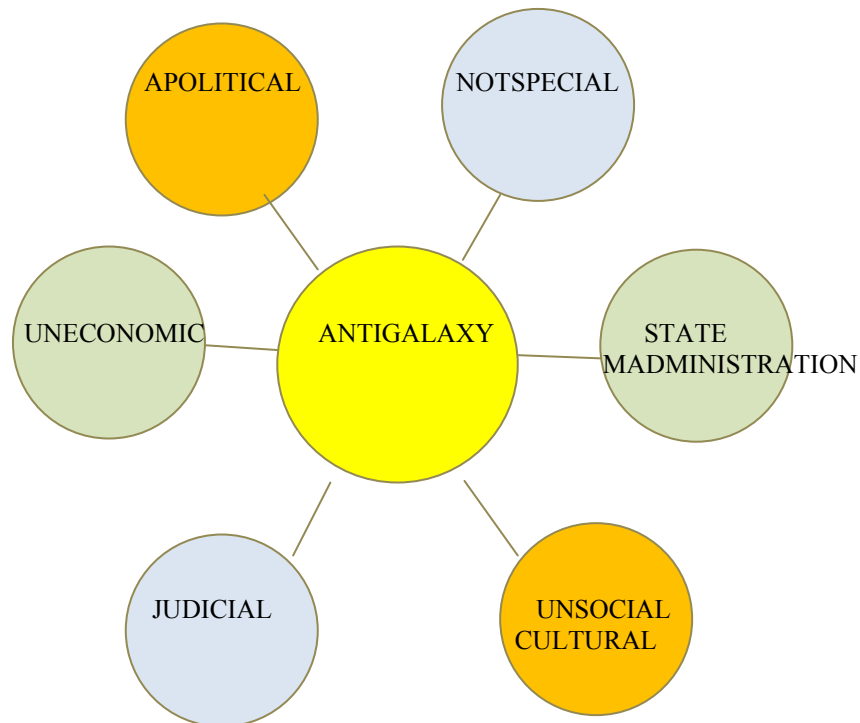 APOLITICAL
NOTSPECIAL
UNECONOMIC
ANTIGALAXY
STATE
MADMINISTRATION
JUDICIAL
UNSOCIAL
CULTURAL